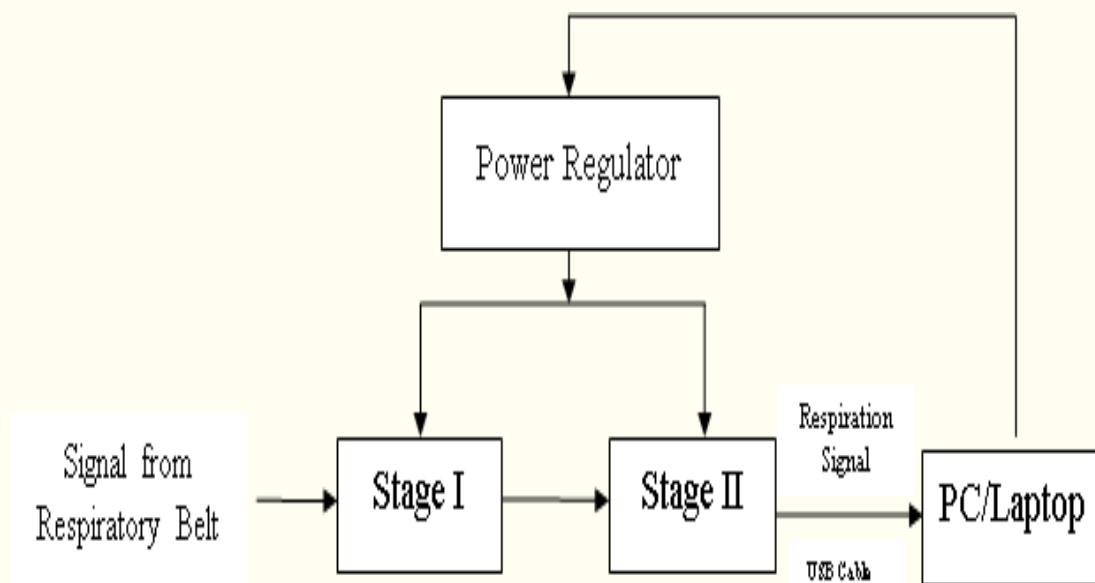 Power Regulator
Signal from
Respiratory Belt
Stage I
Stage II
Respiration
Signal
USB Cable
PC/Laptop